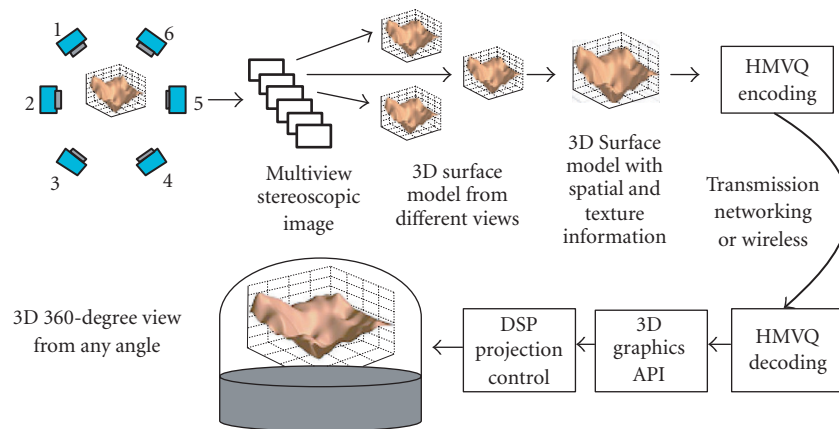 1
6
2
5
3
4
Multiview
stereoscopic
image
3D surface
model from
different views
3D Surface
model with
spatial and
texture
information
HMVQ
encoding
Transmission
networking
or wireless
HMVQ
decoding
3D
graphics
API
DSP
projection
control
3D 360-degree view
from any angle